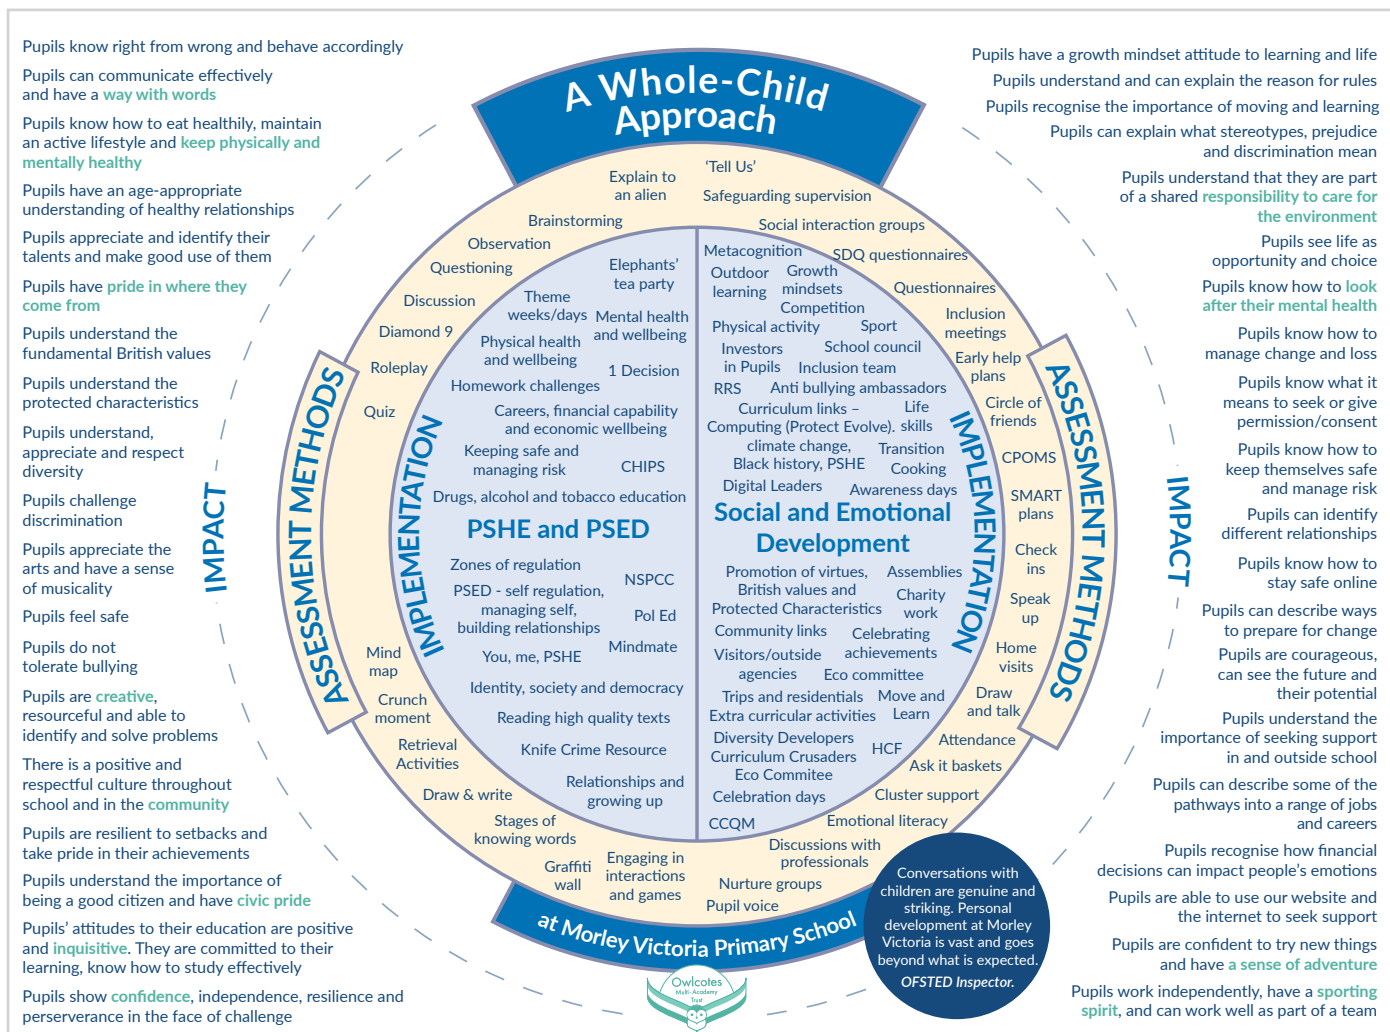 Pupils know right from wrong and behave accordingly
Pupils can communicate effectively
and have a way with words
Pupils know how to eat healthily, maintain
an active lifestyle and keep physically and
mentally healthy
Pupils have an age-appropriate
understanding of healthy relationships
Pupils appreciate and identify their
talents and make good use of them
Pupils have pride in where they
come from
Pupils understand the
fundamental British values
Pupils understand the
protected characteristics
Pupils understand,
appreciate and respect
diversity
Pupils challenge
discrimination
Pupils appreciate the
arts and have a sense
of musicality
Pupils feel safe
Pupils do not
tolerate bullying
Pupils are creative,
resourceful and able to
identify and solve problems
There is a positive and
respectful culture throughout
school and in the community
Pupils are resilient to setbacks and
take pride in their achievements
Pupils understand the importance of
being a good citizen and have civic pride
Pupils' attitudes to their education are positive
and inquisitive. They are committed to their
learning, know how to study effectively
Pupils show confidence, independence, resilience and
perserverance in the face of challenge
IMPACT
ASSESSMENT METHODS
A Whole-Child
Approach
Explain to
an alien
Brainstorming
Observation
Questioning
Discussion
Diamond 9
Roleplay
Quiz
Mind
map
Crunch
moment
Retrieval
Activities
Draw & write
Stages of
knowing words
Graffiti
wall
Engaging in
interactions
and games
IMPLEMENTATION
Elephants'
tea party
Theme
weeks/days
Mental health
and wellbeing
Physical health
and wellbeing
1 Decision
Homework challenges
Careers, financial capability
and economic wellbeing
Keeping safe and
managing risk
CHIPS
Drugs, alcohol and tobacco education
PSHE and PSED
Zones of regulation
NSPCC
PSED - self regulation,
managing self,
building relationships
Pol Ed
Mindmate
You, me, PSHE
Identity, society and democracy
Reading high quality texts
Knife Crime Resource
Relationships and
growing up
Metacognition
Outdoor
learning
Growth
mindsets
Competition
Physical activity
Sport
Investors
in Pupils
School council
Inclusion team
RRS
Anti bullying ambassadors
Curriculum links –
Computing (Protect Evolve).
climate change,
Black history, PSHE
Life
skills
Transition
Cooking
Digital Leaders
Awareness days
Social and Emotional
Development
Promotion of virtues,
British values and
Protected Characteristics
Assemblies
Charity
work
Community links
Celebrating
achievements
Visitors/outside
agencies
Eco committee
Trips and residentials
Move and
Learn
Extra curricular activities
Diversity Developers
Curriculum Crusaders
HCF
Eco Commitee
Celebration days
CCQM
IMPLEMENTATION
'Tell Us'
Safeguarding supervision
Social interaction groups
SDQ questionnaires
Questionnaires
Inclusion
meetings
Early help
plans
Circle of
friends
CPOMS
SMART
plans
Check
ins
Speak
up
Home
visits
Draw
and talk
Attendance
Ask it baskets
Cluster support
Emotional literacy
Discussions with
professionals
Nurture groups
Pupil voice
ASSESSMENT METHODS
IMPACT
at Morley Victoria Primary School
Owlcotes
Multi-Academy
Trust
Conversations with
children are genuine and
striking. Personal
development at Morley
Victoria is vast and goes
beyond what is expected.
OFSTED Inspector.
Pupils have a growth mindset attitude to learning and life
Pupils understand and can explain the reason for rules
Pupils recognise the importance of moving and learning
Pupils can explain what stereotypes, prejudice
and discrimination mean
Pupils understand that they are part
of a shared responsibility to care for
the environment
Pupils see life as
opportunity and choice
Pupils know how to look
after their mental health
Pupils know how to
manage change and loss
Pupils know what it
means to seek or give
permission/consent
Pupils know how to
keep themselves safe
and manage risk
Pupils can identify
different relationships
Pupils know how to
stay safe online
Pupils can describe ways
to prepare for change
Pupils are courageous,
can see the future and
their potential
Pupils understand the
importance of seeking support
in and outside school
Pupils can describe some of the
pathways into a range of jobs
and careers
Pupils recognise how financial
decisions can impact people's emotions
Pupils are able to use our website and
the internet to seek support
Pupils are confident to try new things
and have a sense of adventure
Pupils work independently, have a sporting
spirit, and can work well as part of a team